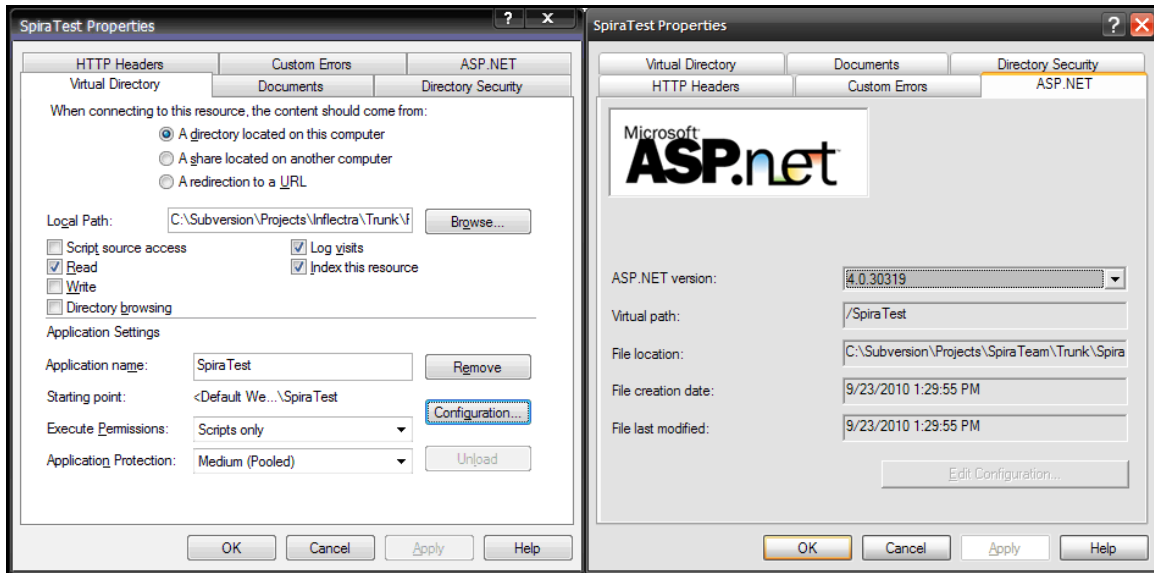 SpiraTest Properties
HTTP Headers Custom Errors ASP.NET
Virtual Directory Documents Directory Security
When connecting to this resource, the content should come from:
A directory located on this computer
A share located on another computer
A redirection to a URL
Local Path: C:\Subversion\Projects\Inflectra\Trunk\F Browse...
Script source access Log visits
Read Index this resource
Write
Directory browsing
Application Settings
Application name: SpiraTest Remove
Starting point: <Default We...\SpiraTest
Configuration...
Execute Permissions: Scripts only
Application Protection: Medium (Pooled) Unload
OK Cancel Apply Help
SpiraTest Properties
Virtual Directory Documents Directory Security
HTTP Headers Custom Errors ASP.NET
Microsoft
ASP.net
ASP.NET version: 4.0.30319
Virtual path: /SpiraTest
File location: C:\Subversion\Projects\SpiraTeam\Trunk\Spira
File creation date: 9/23/2010 1:29:55 PM
File last modified: 9/23/2010 1:29:55 PM
Edit Configuration...
OK Cancel Apply Help